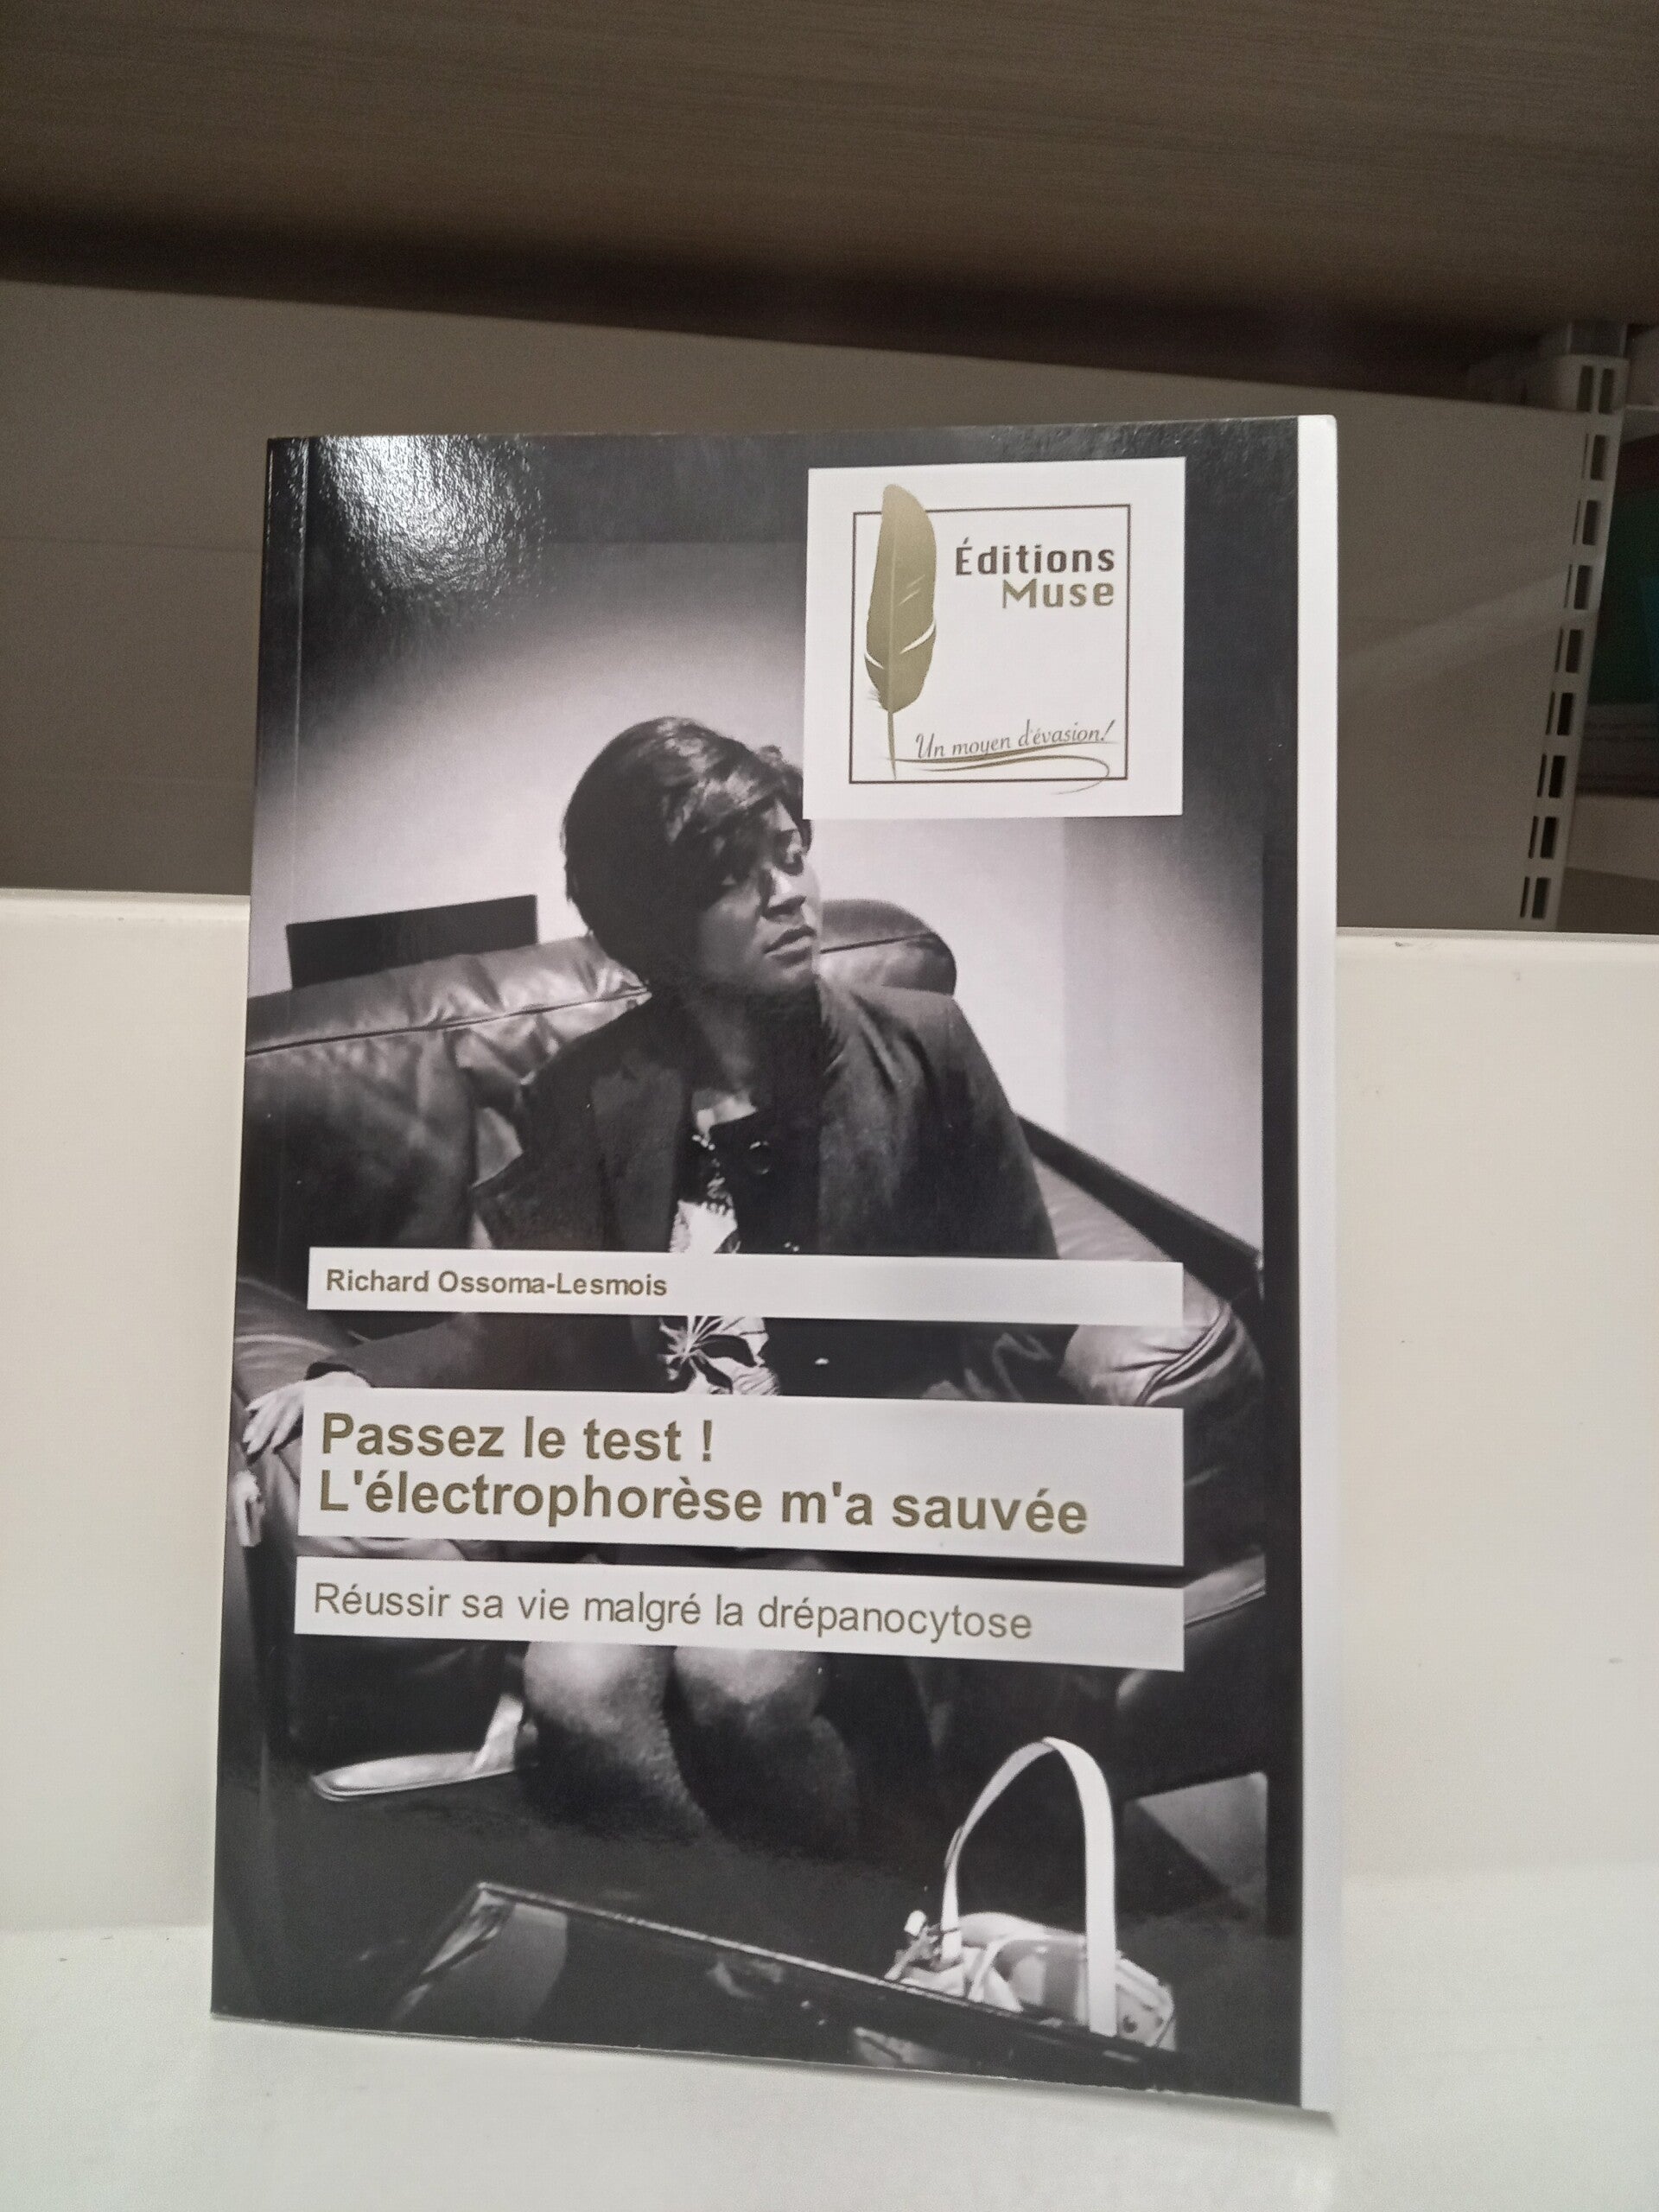 Éditions
Muse
Un moyen d'évasion!
Richard Ossoma-Lesmois
Passez le test !
L'électrophorèse m'a sauvée
Réussir sa vie malgré la drépanocytose